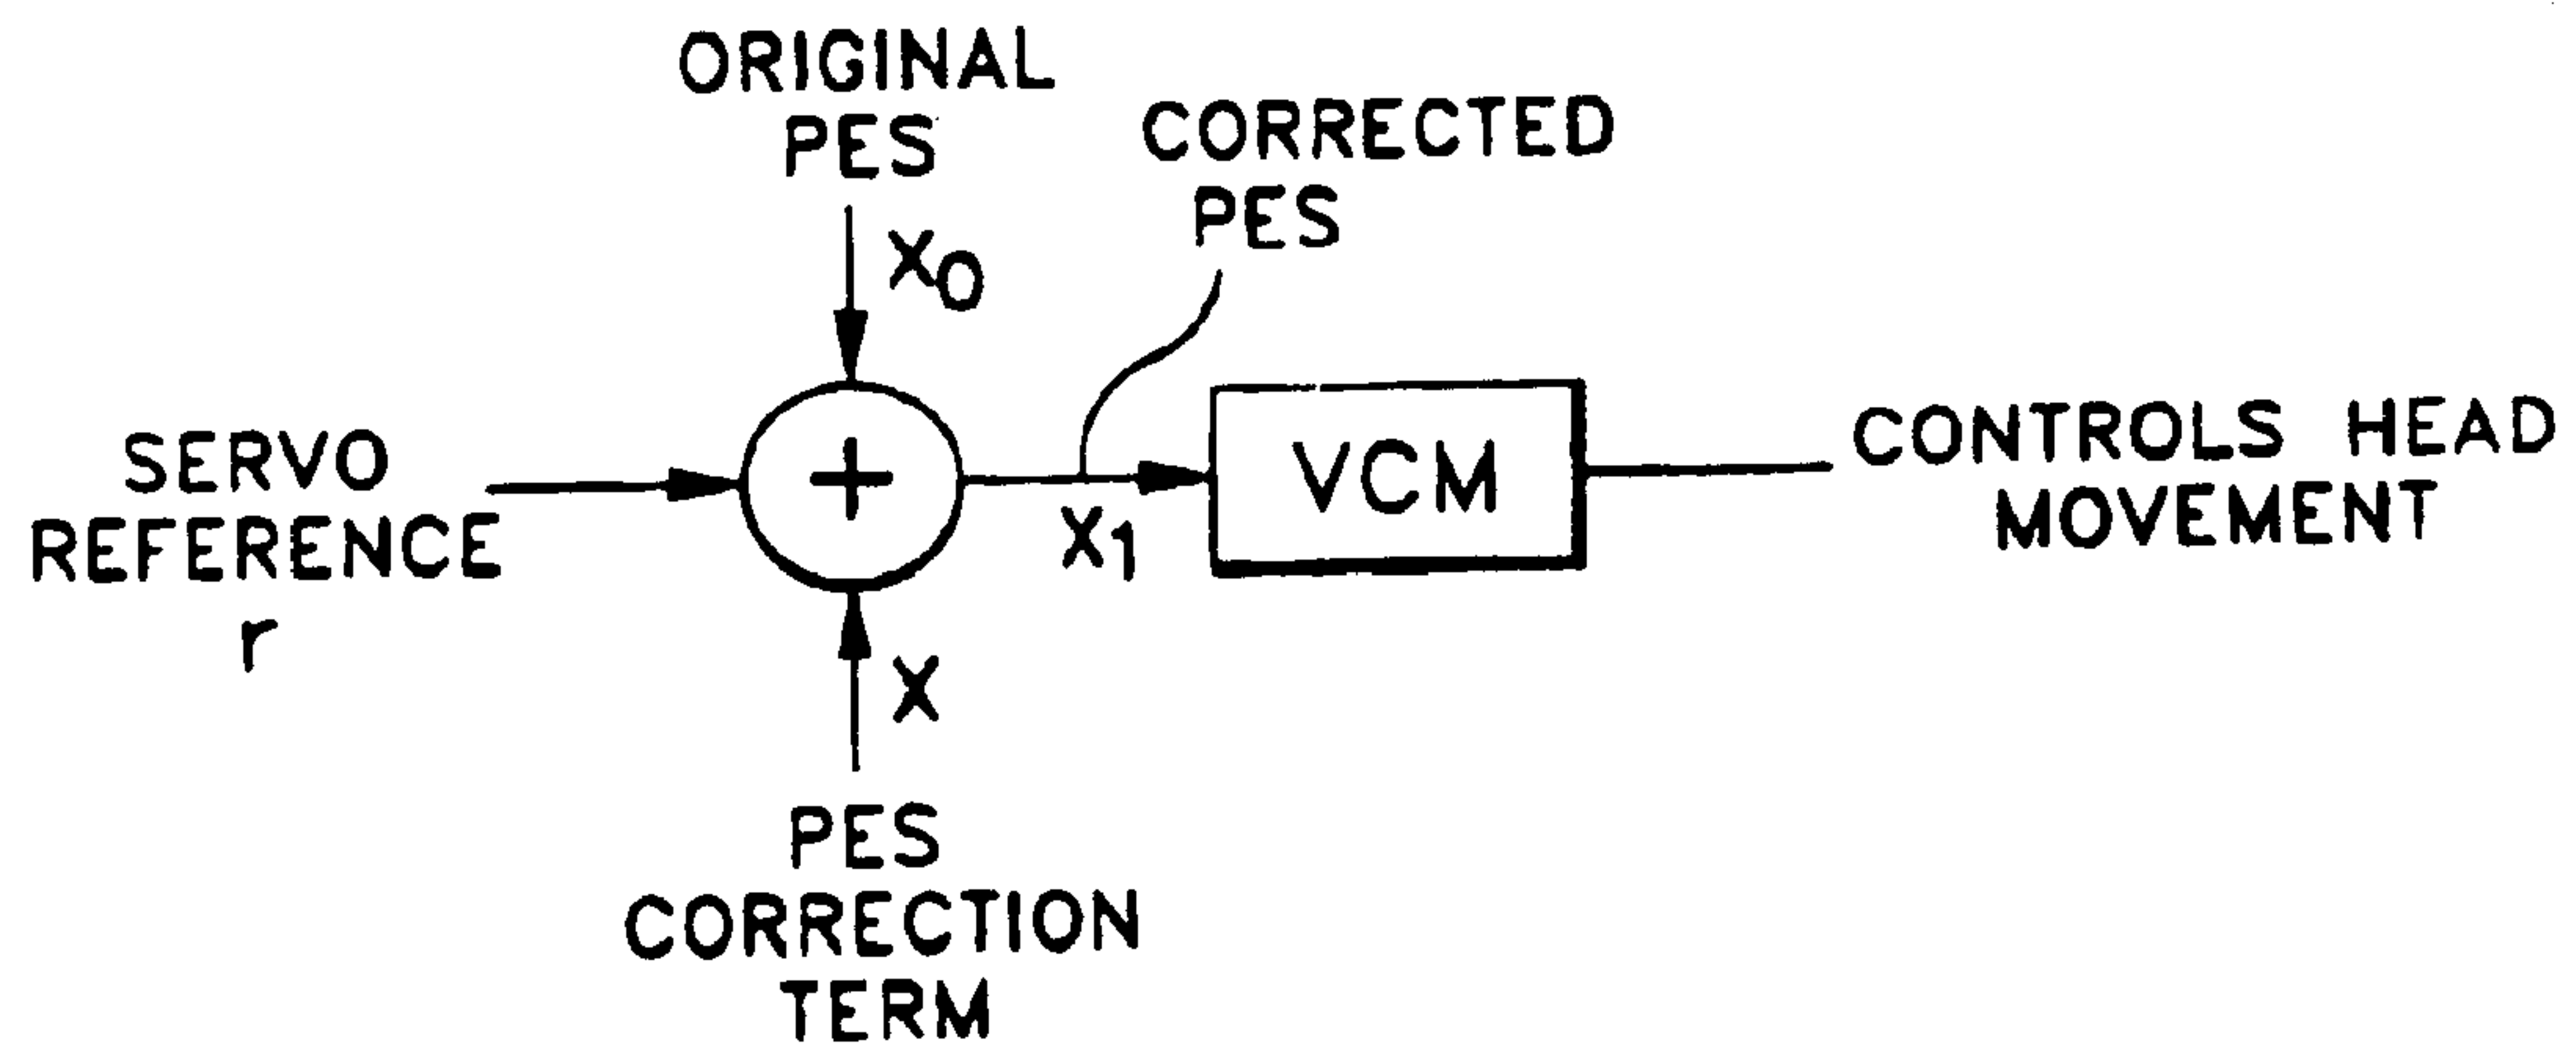 ORIGINAL
PES
X0
CORRECTED
PES
SERVO
REFERENCE
r
+
X1
VCM
CONTROLS HEAD
MOVEMENT
X
PES
CORRECTION
TERM